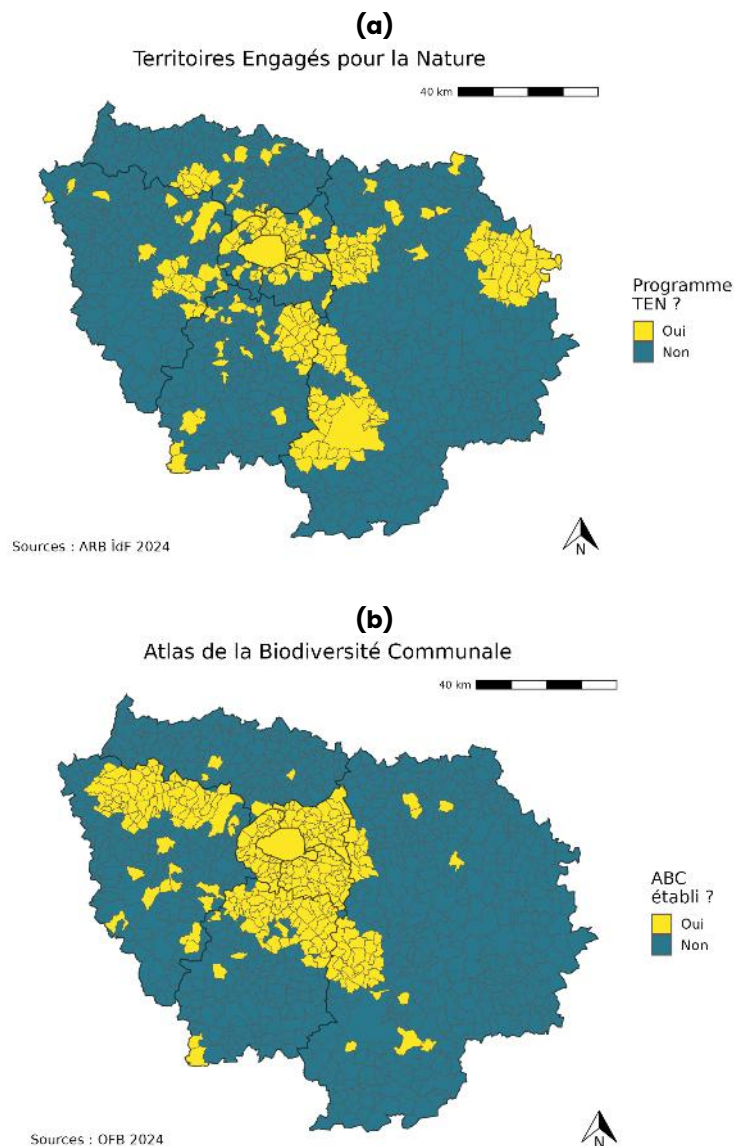 (a)
Territoires Engagés pour la Nature
40 km
Programme
TEN ?
Oui
Non
N
Sources : ARB ÎdF 2024
(b)
Atlas de la Biodiversité Communale
40 km
ABC
établi ?
Oui
Non
N
Sources : OFB 2024